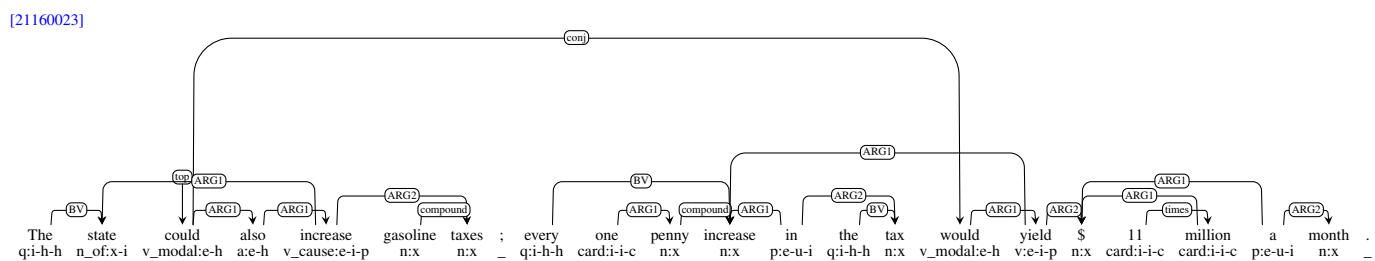 [21160023]
conj
ARG1
top ARG1 ARG2 BV ARG2 ARG1 ARG1
BV ARG1 ARG1 compound ARG1 compound ARG1 BV ARG1 ARG2 times ARG2
The state could also increase gasoline taxes ; every one penny increase in the tax would yield $ 11 million a month .
q:i-h-h n_of:x-i v_modal:e-h a:e-h v_cause:e-i-p n:x n:x _ q:i-h-h card:i-i-c n:x n:x p:e-u-i q:i-h-h n:x v_modal:e-h v:e-i-p n:x card:i-i-c card:i-i-c p:e-u-i n:x _